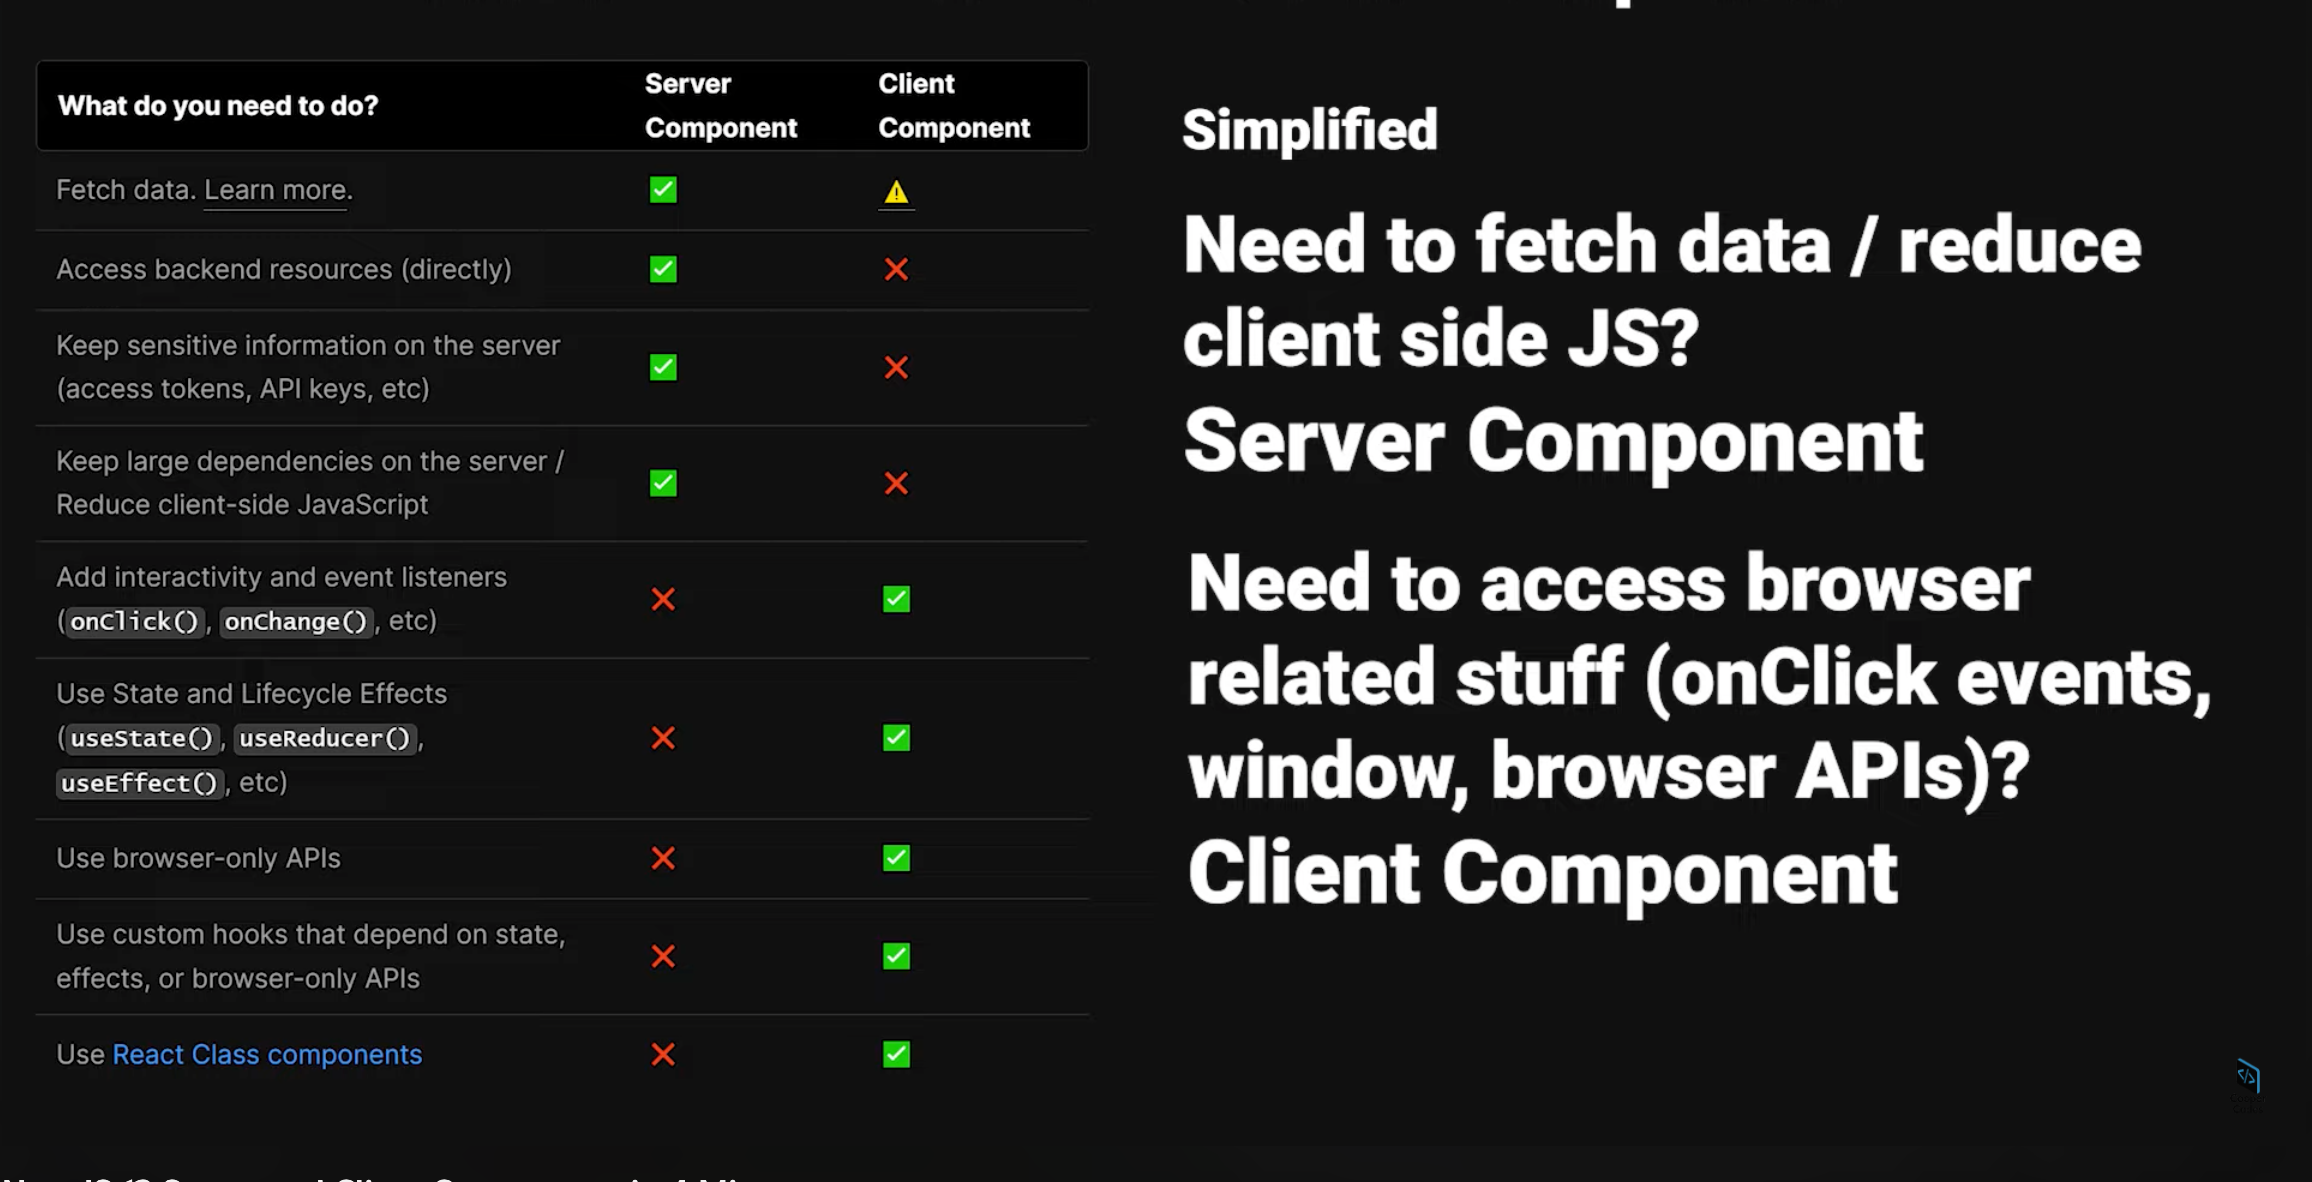 What do you need to do?
Server
Component
Client
Component
Fetch data. Learn more.
Access backend resources (directly)
Keep sensitive information on the server
(access tokens, API keys, etc)
Keep large dependencies on the server /
Reduce client-side JavaScript
Add interactivity and event listeners
(onClick(), onChange(), etc)
Use State and Lifecycle Effects
(useState(), useReducer(),
useEffect(), etc)
Use browser-only APIs
Use custom hooks that depend on state,
effects, or browser-only APIs
Use React Class components
Simplified
Need to fetch data / reduce
client side JS?
Server Component
Need to access browser
related stuff (onClick events,
window, browser APIs)?
Client Component